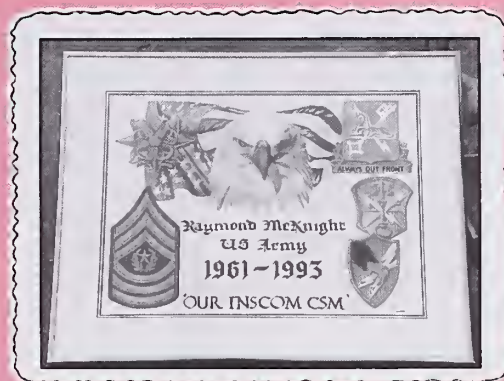 ALWAYS OUT FRONT
Raymond McKnight
US Army
1961-1993
'OUR INSCOM CSM'